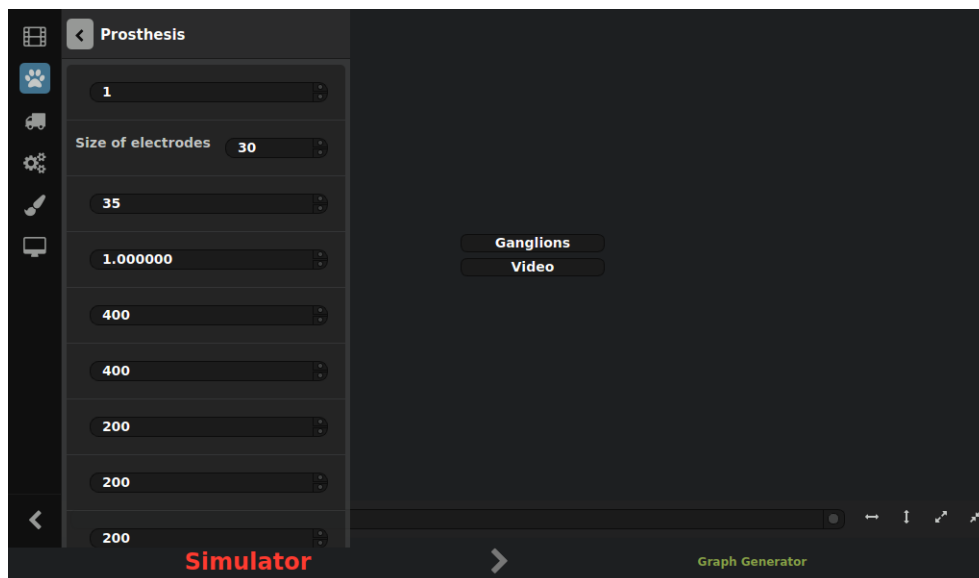 Prosthesis
1
Size of electrodes 30
35
1.000000
Ganglions
Video
400
400
200
200
200
Simulator
Graph Generator